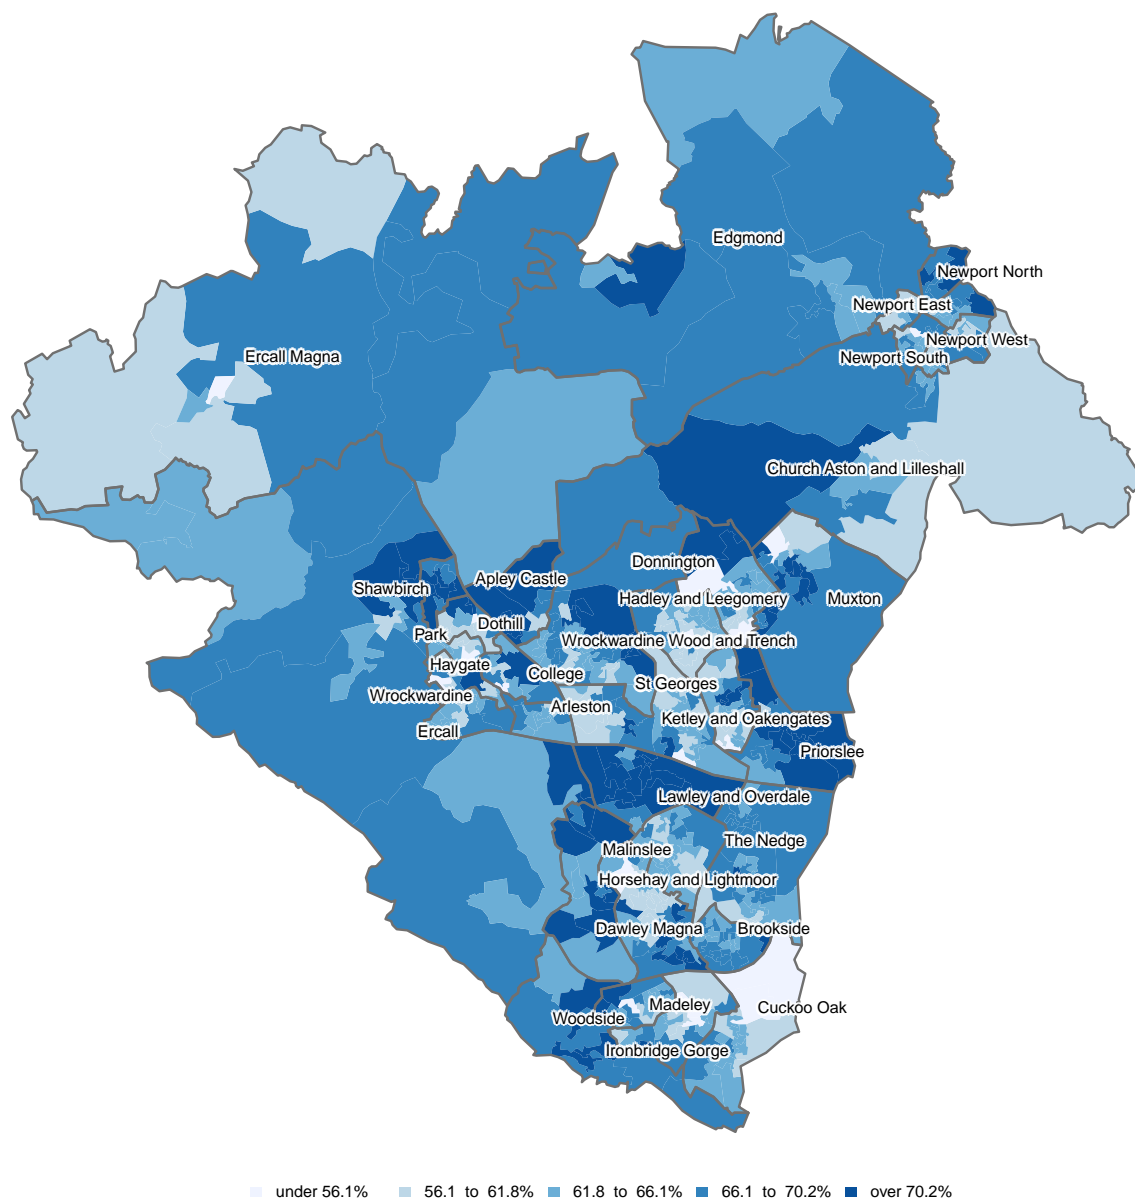 Edgmond
Newport North
Newport East
Newport West
Newport South
Ercall Magna
Church Aston and Lilleshall
Donnington
Apley Castle
Shawbirch
Hadley and Leegomery
Muxton
Dothill
Park
Wrockwardine Wood and Trench
Haygate
College
St Georges
Wrockwardine
Arleston
Ketley and Oakengates
Ercall
Priorslee
Lawley and Overdale
The Nedge
Malinslee
Horsehay and Lightmoor
Dawley Magna
Brookside
Madeley
Cuckoo Oak
Woodside
Ironbridge Gorge
under 56.1% 56.1 to 61.8% 61.8 to 66.1% 66.1 to 70.2% over 70.2%